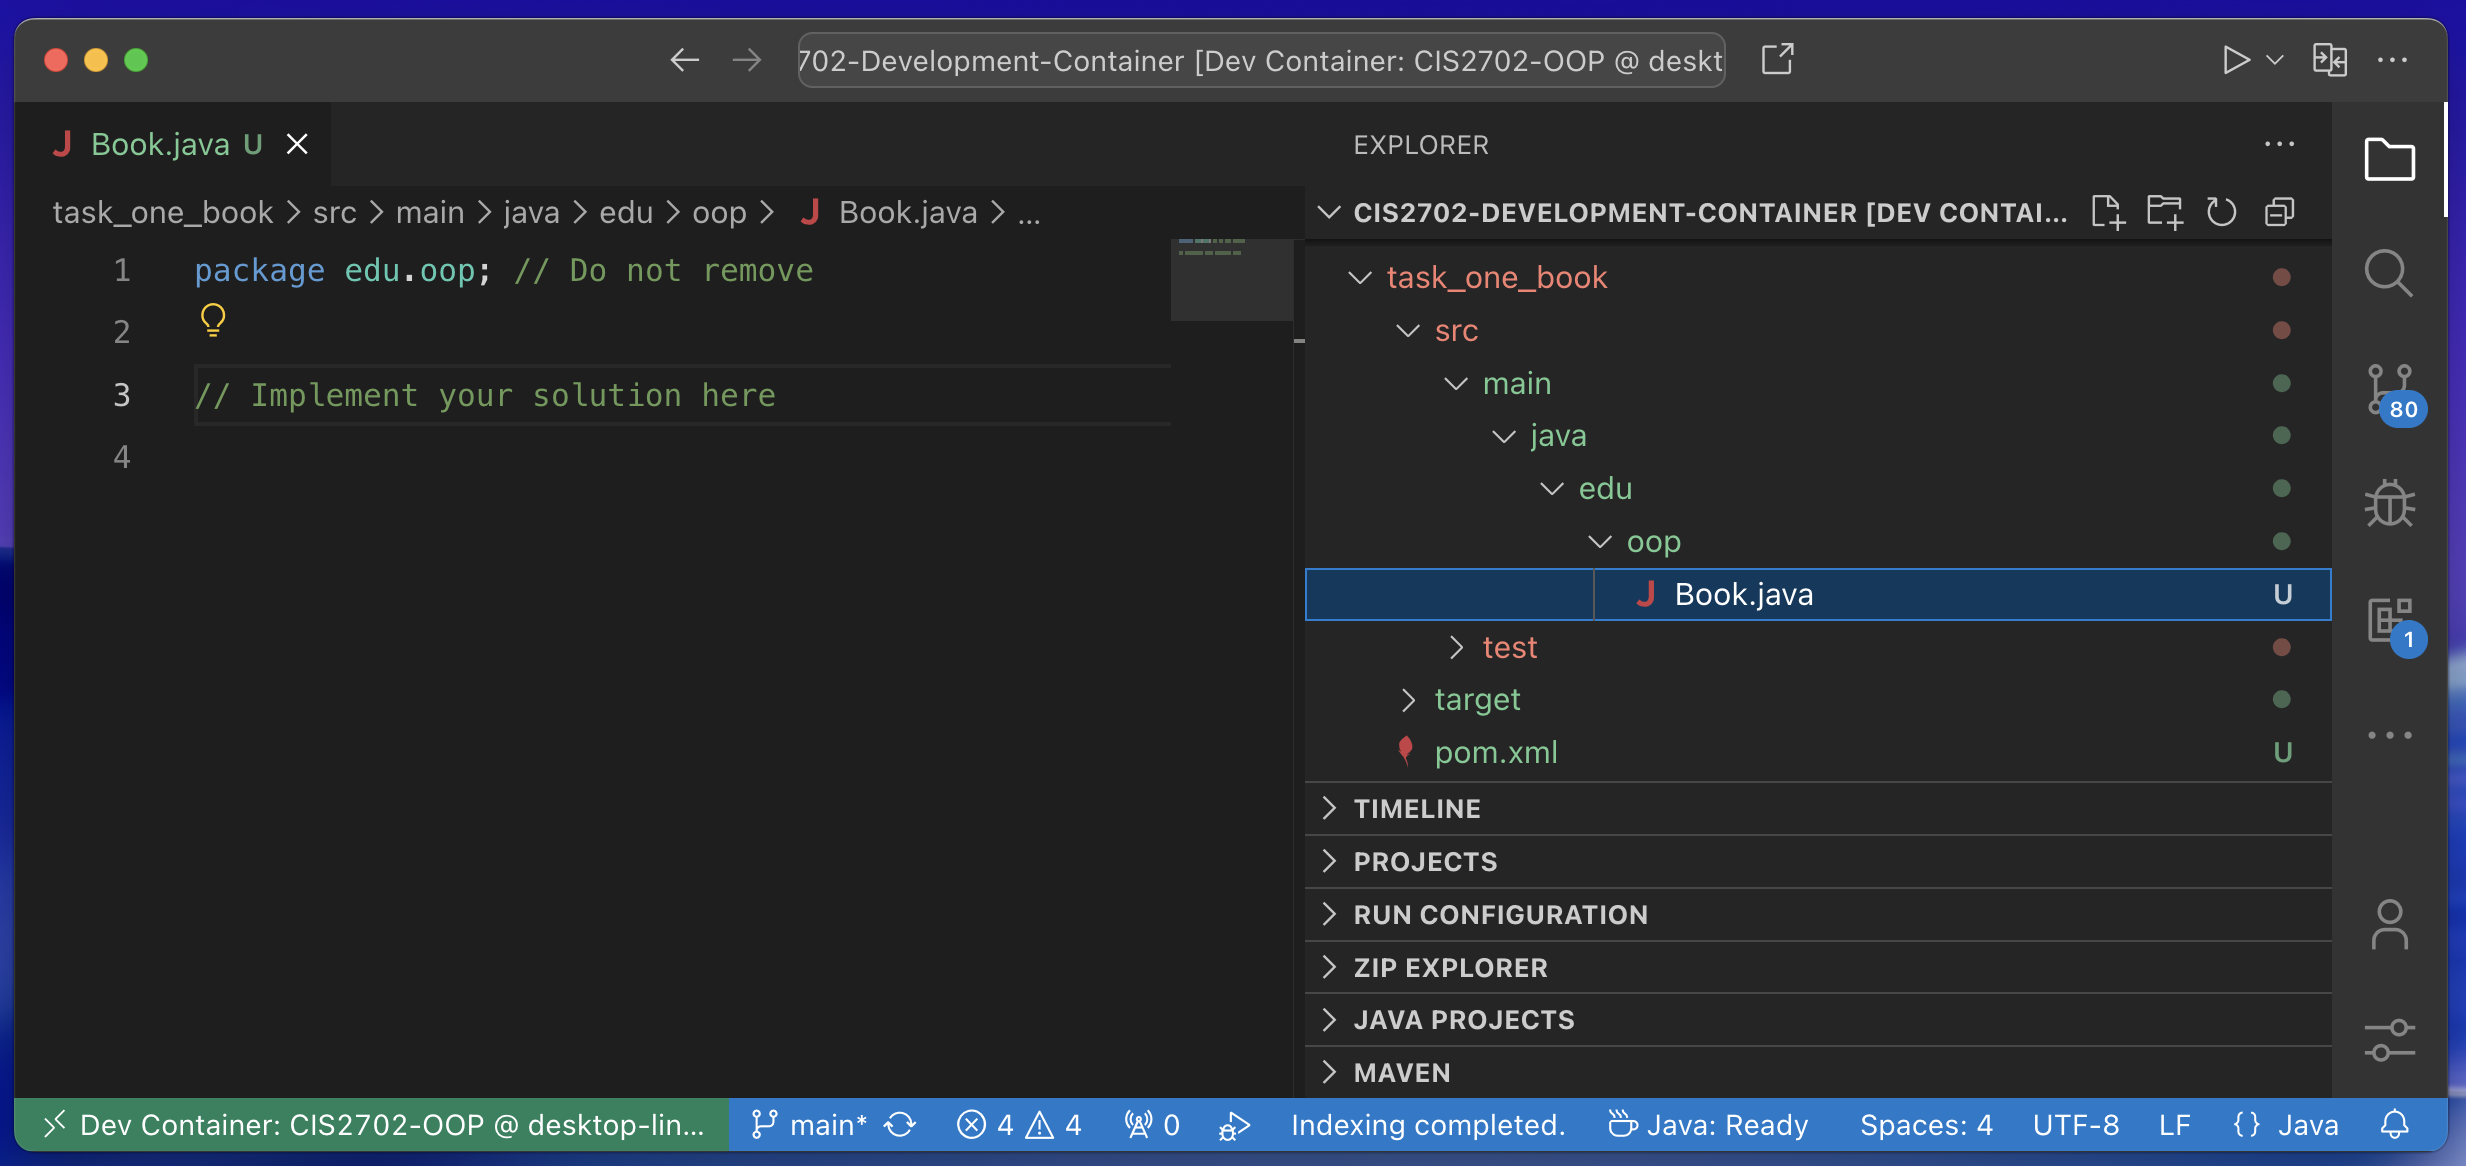 702-Development-Container [Dev Container: CIS2702-OOP @ deskt
Book.java U
task_one_book > src > main > java > edu > oop > Book.java > ...
1 package edu.oop; // Do not remove
2
3 // Implement your solution here
4
EXPLORER
CIS2702-DEVELOPMENT-CONTAINER [DEV CONTAI...
task_one_book
src
main
java
edu
oop
Book.java U
test
target
pom.xml U
TIMELINE
PROJECTS
RUN CONFIGURATION
ZIP EXPLORER
JAVA PROJECTS
MAVEN
80
1
Dev Container: CIS2702-OOP @ desktop-lin... main* 4 4 0 Indexing completed. Java: Ready Spaces: 4 UTF-8 LF {} Java